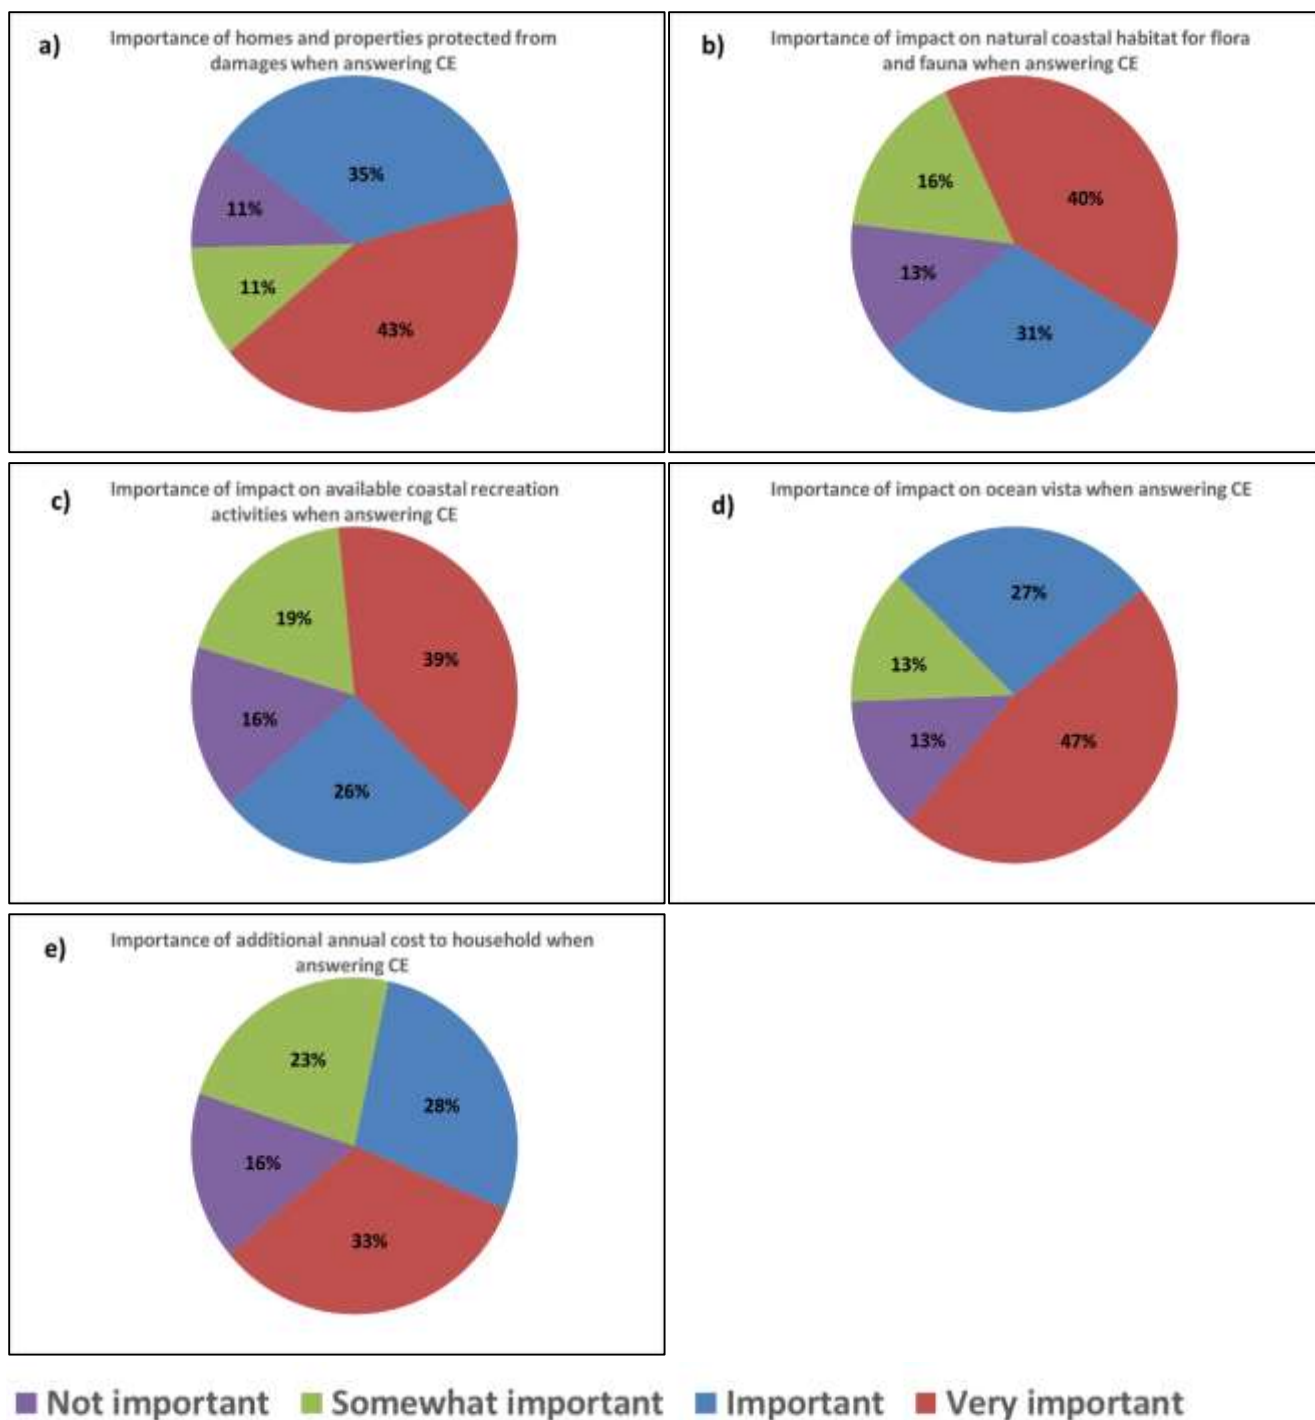 a)
Importance of homes and properties protected from
damages when answering CE
35%
11%
11%
43%
b)
Importance of impact on natural coastal habitat for flora
and fauna when answering CE
16%
40%
13%
31%
c)
Importance of impact on available coastal recreation
activities when answering CE
19%
39%
16%
26%
d)
Importance of impact on ocean vista when answering CE
27%
13%
13%
47%
e)
Importance of additional annual cost to household when
answering CE
23%
28%
16%
33%
Not important Somewhat important Important Very important